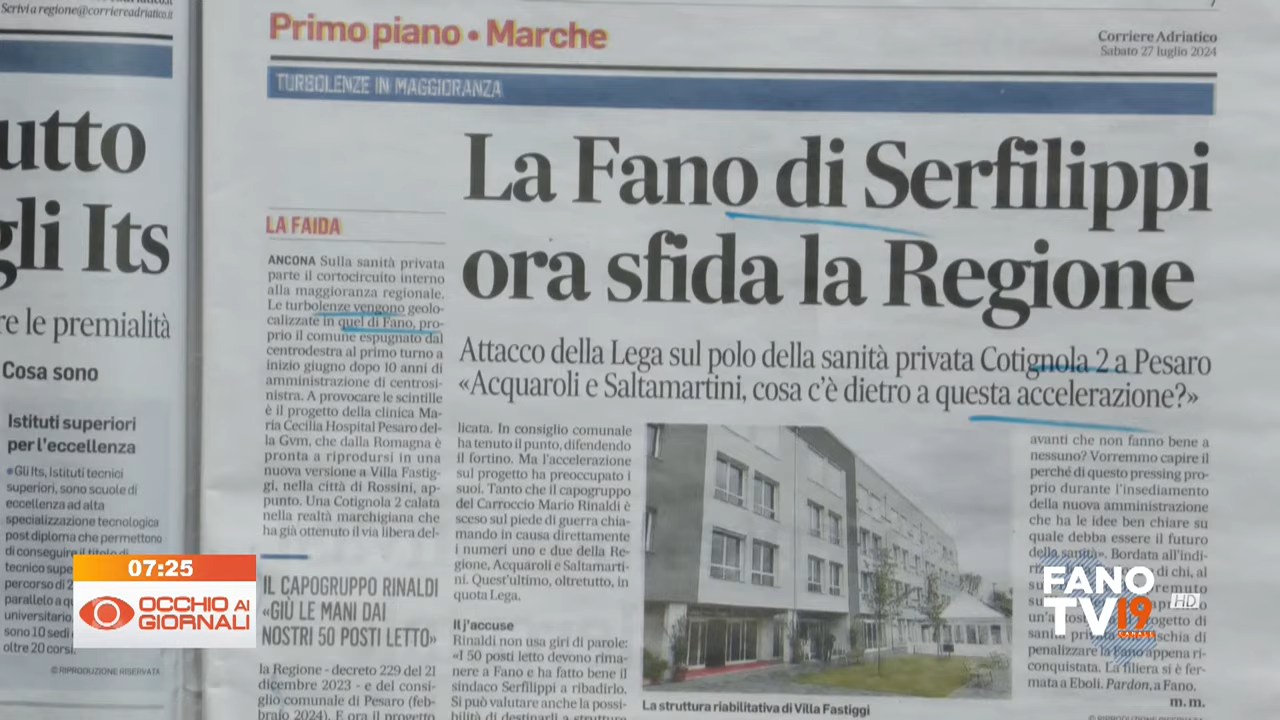 Scrivi a regione@corriereadriatico.it
utto
gli Its
re le premialità
Cosa sono
Istituti superiori
per l'eccellenza
●Gli Its, Istituti tecnici
superiori, sono scuole di
eccellenza ad alta
specializzazione tecnologica
post diploma che permettono
di conseguire il titolo di
tecnico supe
percorso di 2
parallelo a q
universitario.
sono 10 sedi
oltre 20 corsi.
© RIPRODUZIONE RISERVATA
Primo piano • Marche
Corriere Adriatico
Sabato 27 luglio 2024
TURBOLENZE IN MAGGIORANZA
La Fano di Serfilippi
ora sfida la Regione
Attacco della Lega sul polo della sanità privata Cotignola 2 a Pesaro
«Acquaroli e Saltamartini, cosa c'è dietro a questa accelerazione?»
LA FAIDA
ANCONA Sulla sanità privata
parte il cortocircuito interno
alla maggioranza regionale.
Le turbolenze vengono geolo-
calizzate in quel di Fano, pro-
prio il comune espugnato dal
centrodestra al primo turno a
inizio giugno dopo 10 anni di
amministrazione di centrosi-
nistra. A provocare le scintille
è il progetto della clinica Ma-
ria Cecilia Hospital Pesaro del-
la Gvm, che dalla Romagna è
pronta a riprodursi in una
nuova versione a Villa Fastig-
gi, nella città di Rossini, ap-
punto. Una Cotignola 2 calata
nella realtà marchigiana che
ha già ottenuto il via libera del-
IL CAPOGRUPPO RINALDI
«GIÙ LE MANI DAI
NOSTRI 50 POSTI LETTO»
la Regione - decreto 229 del 21
dicembre 2023 - e del consi-
glio comunale di Pesaro (feb-
braio 2024). E ora il progetto
licata. In consiglio comunale
ha tenuto il punto, difendendo
il fortino. Ma l'accelerazione
sul progetto ha preoccupato i
suoi. Tanto che il capogruppo
del Carroccio Mario Rinaldi è
sceso sul piede di guerra chia-
mando in causa direttamente
i numeri uno e due della Re-
gione, Acquaroli e Saltamarti-
ni. Quest'ultimo, oltretutto, in
quota Lega.
Il j'accuse
Rinaldi non usa giri di parole:
«I 50 posti letto devono rima-
nere a Fano e ha fatto bene il
sindaco Serfilippi a ribadirlo.
Si può valutare anche la possi-
bilità di destinarli a strutture
La struttura riabilitativa di Villa Fastiggi
avanti che non fanno bene a
nessuno? Vorremmo capire il
perché di questo pressing pro-
prio durante l'insediamento
della nuova amministrazione
che ha le idee ben chiare su
quale debba essere il futuro
della sanità». Bordata all'indi-
di chi, al
penalizzare la Fano appena ri-
conquistata. La filiera si è fer-
mata a Eboli. Pardon, a Fano.
m. m.
© RIPRODUZIONE RISERVATA
07:25
OCCHIO AI
GIORNALI
FANO
TV 19
HD